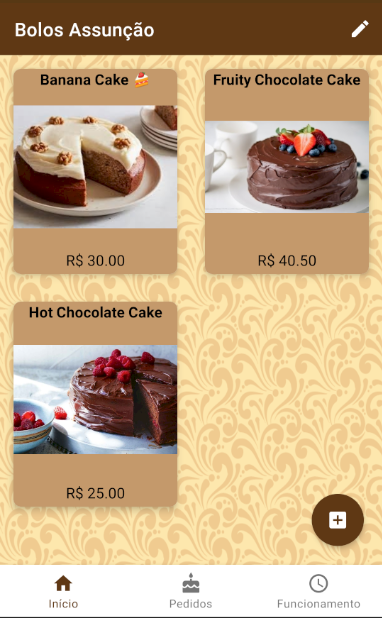 Bolos Assunção
Banana Cake 🍰
Fruity Chocolate Cake
R$ 30.00
R$ 40.50
Hot Chocolate Cake
R$ 25.00
Início
Pedidos
Funcionamento